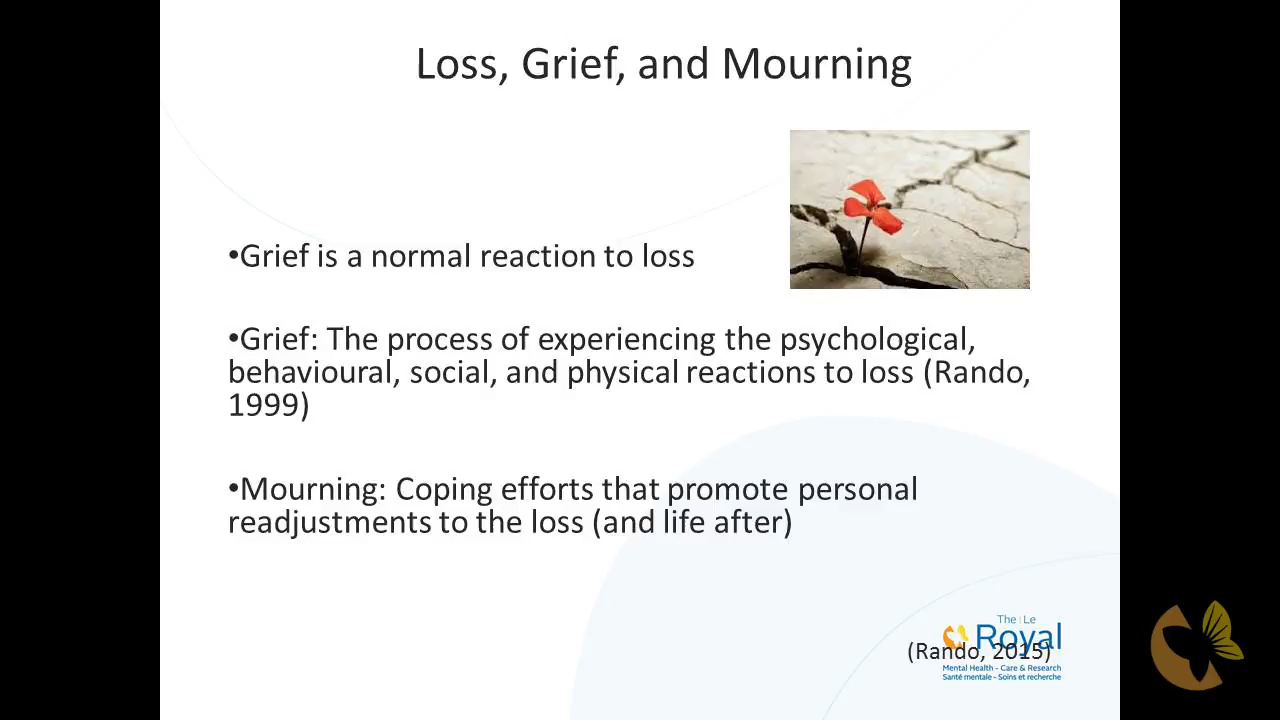 Loss, Grief, and Mourning
•Grief is a normal reaction to loss
•Grief: The process of experiencing the psychological,
behavioural, social, and physical reactions to loss (Rando,
1999)
•Mourning: Coping efforts that promote personal
readjustments to the loss (and life after)
The | Le
Royal
(Rando, 2015)
Mental Health - Care & Research
Santé mentale - Soins et recherche